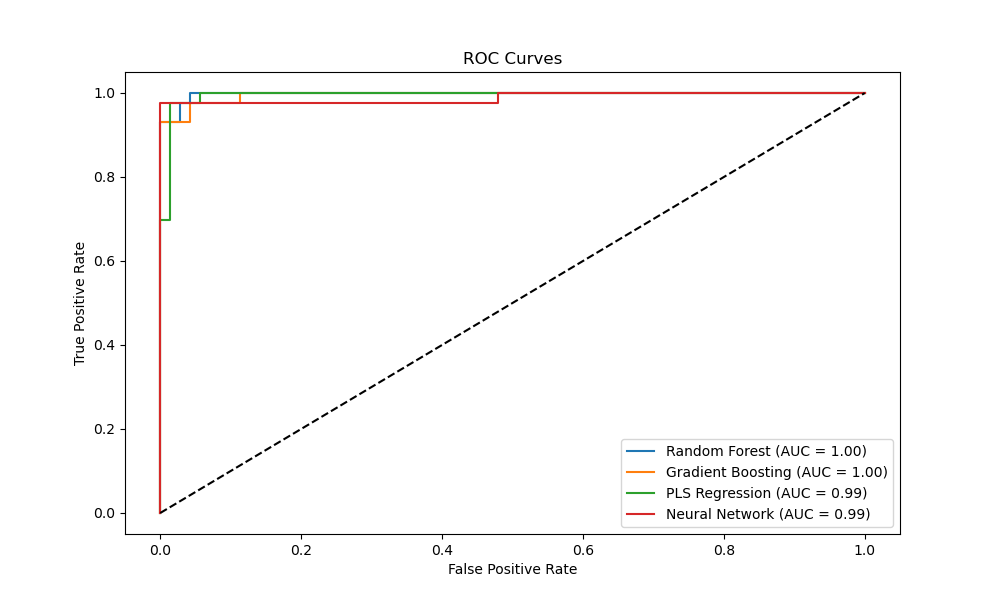 ROC Curves
True Positive Rate
1.0
0.8
0.6
0.4
0.2
0.0
0.0 0.2 0.4 0.6 0.8 1.0
False Positive Rate
Random Forest (AUC = 1.00)
Gradient Boosting (AUC = 1.00)
PLS Regression (AUC = 0.99)
Neural Network (AUC = 0.99)